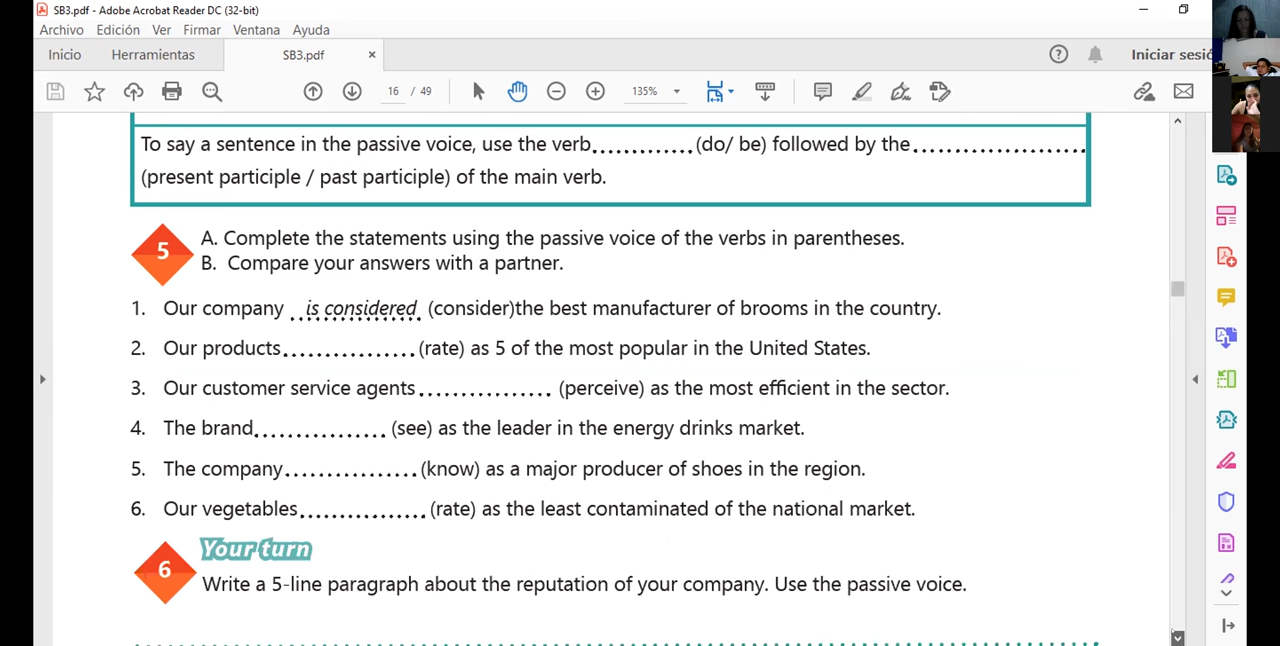 SB3.pdf - Adobe Acrobat Reader DC (32-bit)
Archivo Edición Ver Firmar Ventana Ayuda
Inicio Herramientas SB3.pdf × Iniciar sesió
16 / 49 135%
To say a sentence in the passive voice, use the verb............(do/ be) followed by the....................
(present participle / past participle) of the main verb.
5
A. Complete the statements using the passive voice of the verbs in parentheses.
B. Compare your answers with a partner.
1. Our company is considered (consider)the best manufacturer of brooms in the country.
2. Our products...............(rate) as 5 of the most popular in the United States.
3. Our customer service agents............... (perceive) as the most efficient in the sector.
4. The brand...............(see) as the leader in the energy drinks market.
5. The company...............(know) as a major producer of shoes in the region.
6. Our vegetables...............(rate) as the least contaminated of the national market.
Your turn
6
Write a 5-line paragraph about the reputation of your company. Use the passive voice.